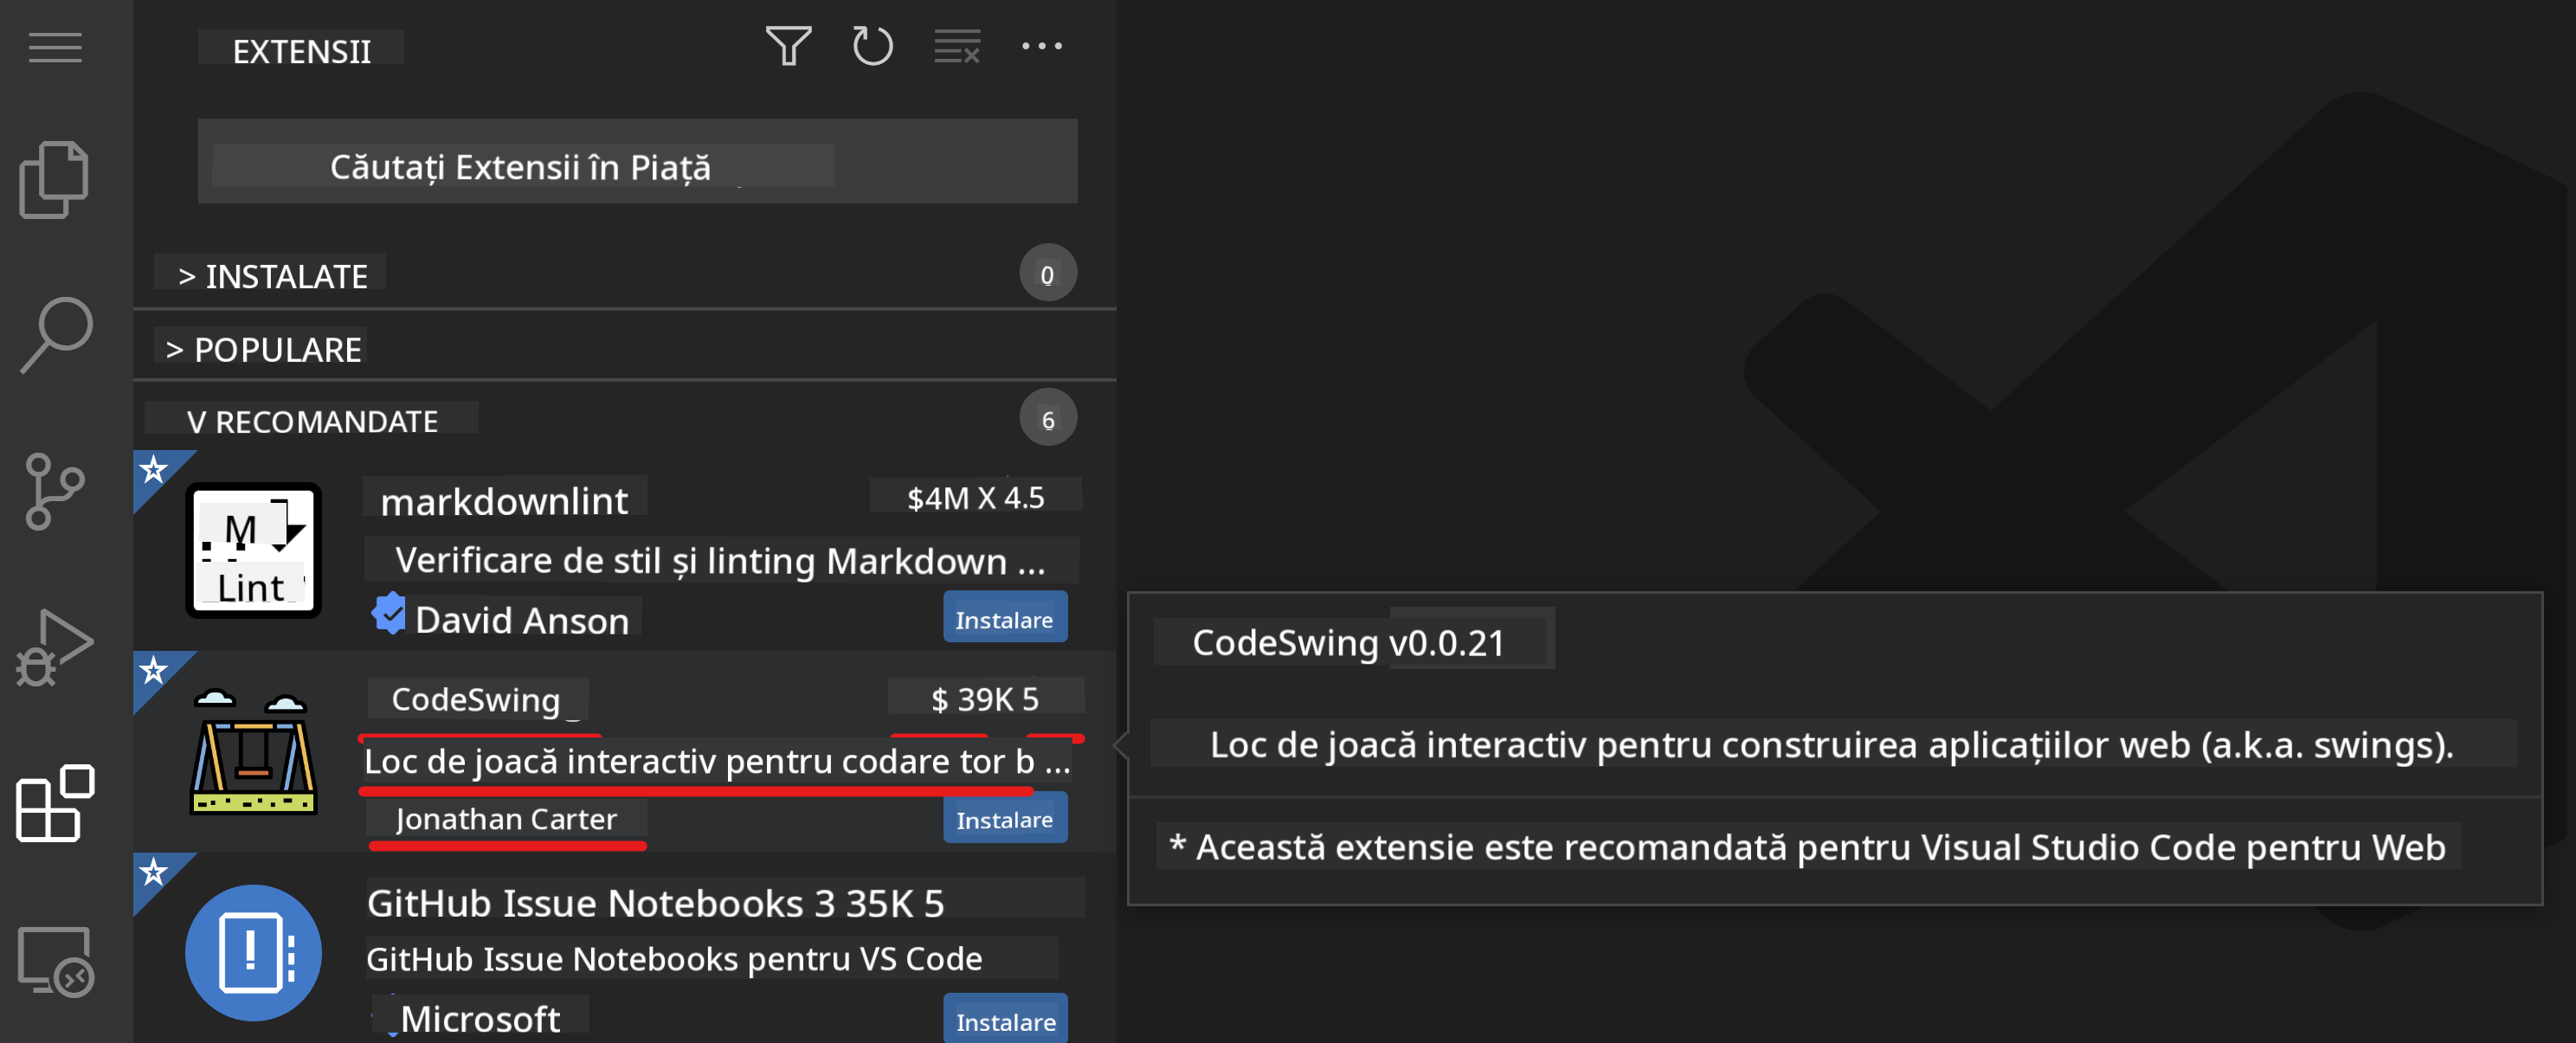 EXTENSII
Căutați Extensii în Piață
> INSTALATE
0
> POPULARE
V RECOMANDATE
6
markdownlint
$4M X 4.5
M
Lint
Verificare de stil și linting Markdown ...
David Anson
Instalare
CodeSwing
$ 39K 5
Loc de joacă interactiv pentru codare tor b ...
Jonathan Carter
Instalare
GitHub Issue Notebooks 3 35K 5
GitHub Issue Notebooks pentru VS Code
Microsoft
Instalare
CodeSwing v0.0.21
Loc de joacă interactiv pentru construirea aplicațiilor web (a.k.a. swings).
* Această extensie este recomandată pentru Visual Studio Code pentru Web